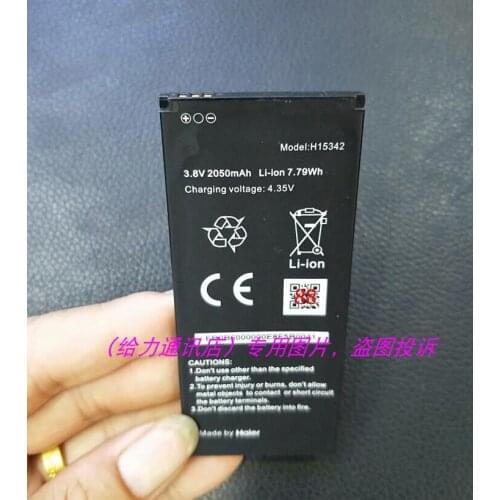 Model:H15342
3.8V 2050mAh Li-ion 7.79Wh
Charging voltage: 4.35V
Li-ion
CE
（给力通讯店）专用图片，盗图投诉
CAUTIONS:
1.Don't use other than the specified
battery charger.
2.To prevent injury or burns, don't allow
metal to contact or short circuit
the battery terminals.
3.Don't discard the battery into fire.
Made by Haier